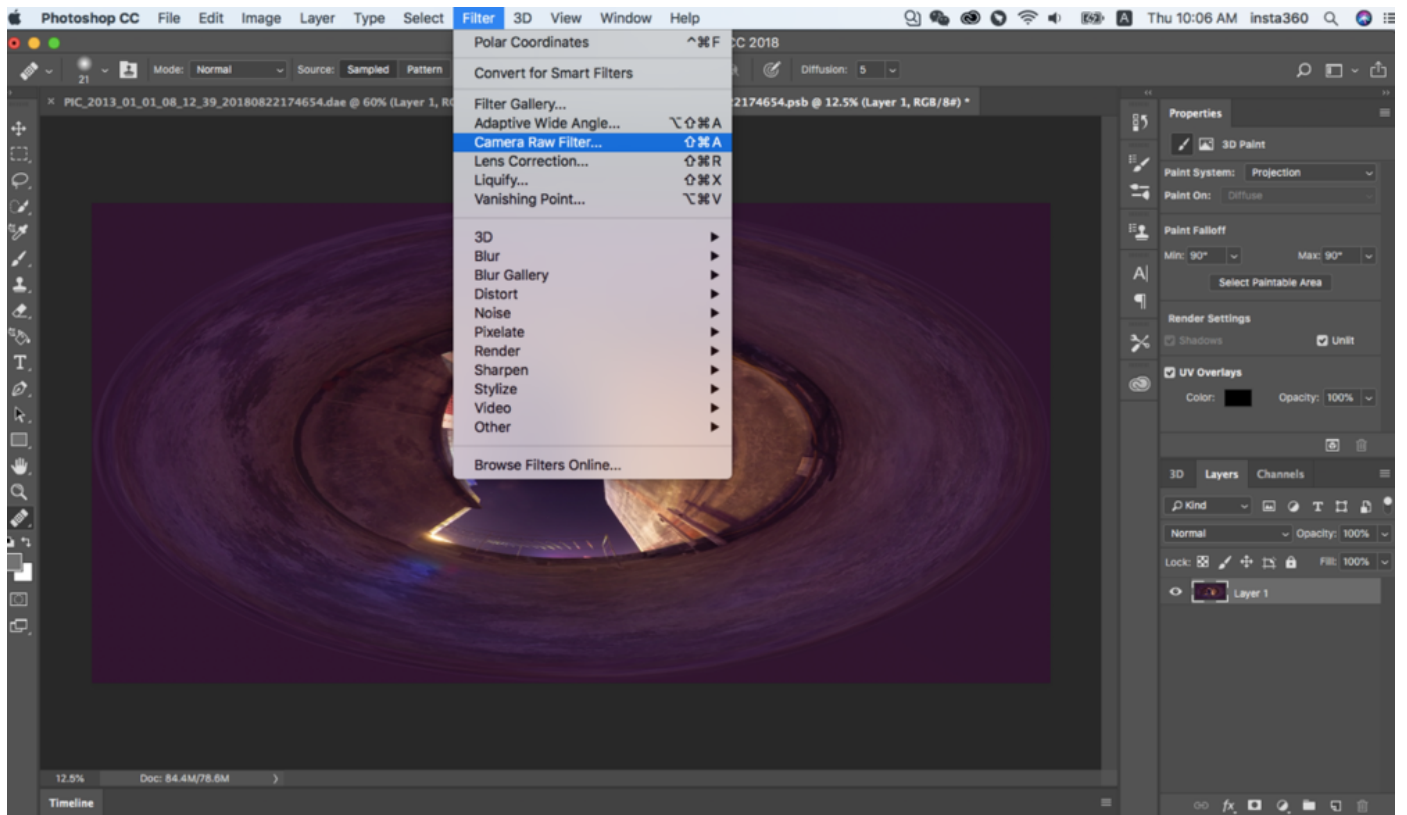 Photoshop CC File Edit Image Layer Type Select Filter 3D View Window Help Thu 10:06 AM insta360
CC 2018
21 Mode: Normal Source: Sampled Pattern Diffusion: 5
× PIC_2013_01_01_08_12_39_20180822174654.dae @ 60% (Layer 1, RG 22174654.psb @ 12.5% (Layer 1, RGB/8#) *
Polar Coordinates ^⌘F
Convert for Smart Filters
Filter Gallery...
Adaptive Wide Angle... ⌥⇧⌘A
Camera Raw Filter... ⇧⌘A
Lens Correction... ⇧⌘R
Liquify... ⇧⌘X
Vanishing Point... ⌥⌘V
3D
Blur
Blur Gallery
Distort
Noise
Pixelate
Render
Sharpen
Stylize
Video
Other
Browse Filters Online...
Properties
3D Paint
Paint System: Projection
Paint On: Diffuse
Paint Falloff
Min: 90° Max: 90°
Select Paintable Area
Render Settings
Shadows Unlit
UV Overlays
Color: Opacity: 100%
3D Layers Channels
Kind
Normal Opacity: 100%
Lock: Fill: 100%
Layer 1
12.5% Doc: 84.4M/78.6M
Timeline